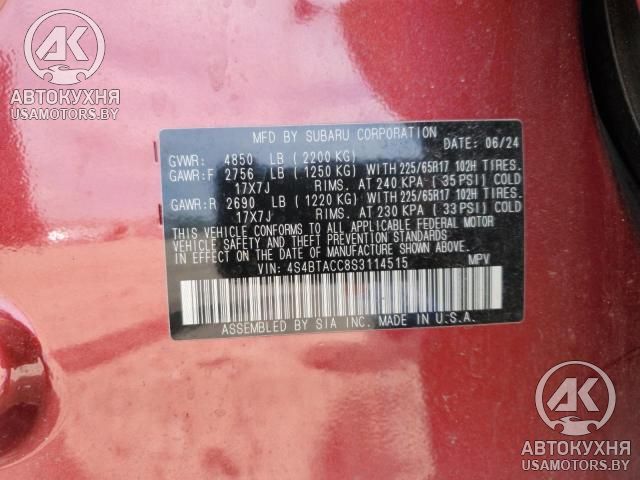 AK
АВТОКУХНЯ
USAMOTORS.BY
MFD BY SUBARU CORPORATION DATE: 06/24
GVWR: 4850 LB ( 2200 KG)
GAWR:F 2756 LB ( 1250 KG) WITH 225/65R17 102H TIRES.
17X7J RIMS. AT 240 KPA ( 35 PSI) COLD
GAWR:R 2690 LB ( 1220 KG) WITH 225/65R17 102H TIRES.
17X7J RIMS. AT 230 KPA ( 33 PSI) COLD
THIS VEHICLE CONFORMS TO ALL APPLICABLE FEDERAL MOTOR
VEHICLE SAFETY AND THEFT PREVENTION STANDARDS IN
EFFECT ON THE DATE OF MANUFACTURE SHOWN ABOVE.
VIN: 4S4BTACC8S3114515 MPV
ASSEMBLED BY SIA INC. MADE IN U.S.A.
AK
АВТОКУХНЯ
USAMOTORS.BY